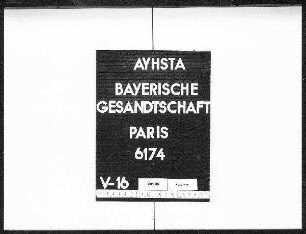 AYHSTA
BAYERISCHE
GESANDTSCHAFT
PARIS
6174
V-16